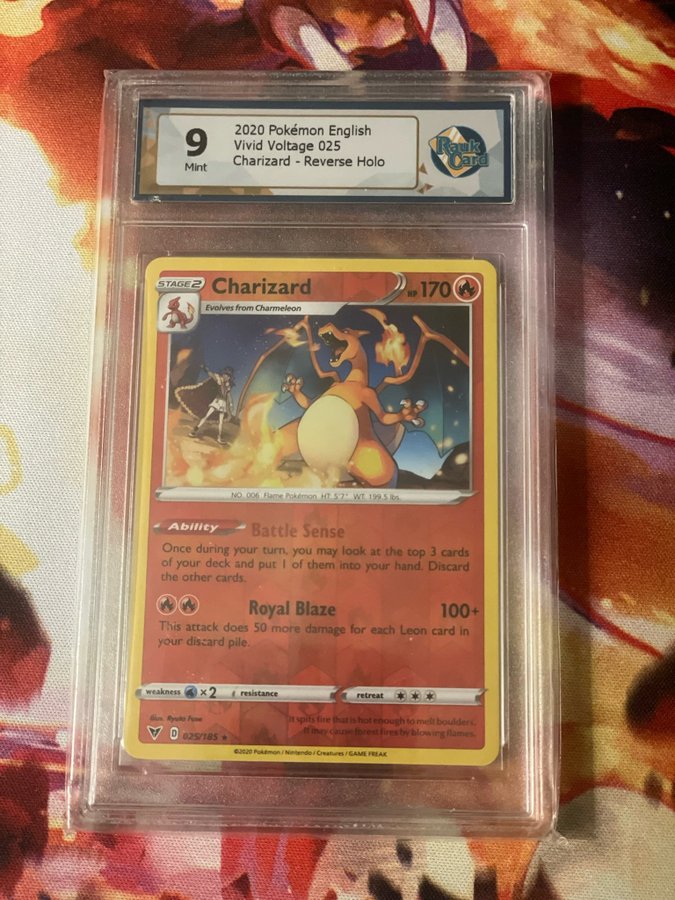 9
Mint
2020 Pokémon English
Vivid Voltage 025
Charizard - Reverse Holo
Rauk Card
STAGE2
Charizard
HP 170
Evolves from Charmeleon
NO. 006 Flame Pokémon HT: 5'7" WT: 199.5 lbs.
Ability
Battle Sense
Once during your turn, you may look at the top 3 cards
of your deck and put 1 of them into your hand. Discard
the other cards.
Royal Blaze 100+
This attack does 50 more damage for each Leon card in
your discard pile.
weakness ×2 resistance retreat
Illus. Ryuta Fuse
It spits fire that is hot enough to melt boulders.
It may cause forest fires by blowing flames.
D 025/185 ★
©2020 Pokémon / Nintendo / Creatures / GAME FREAK